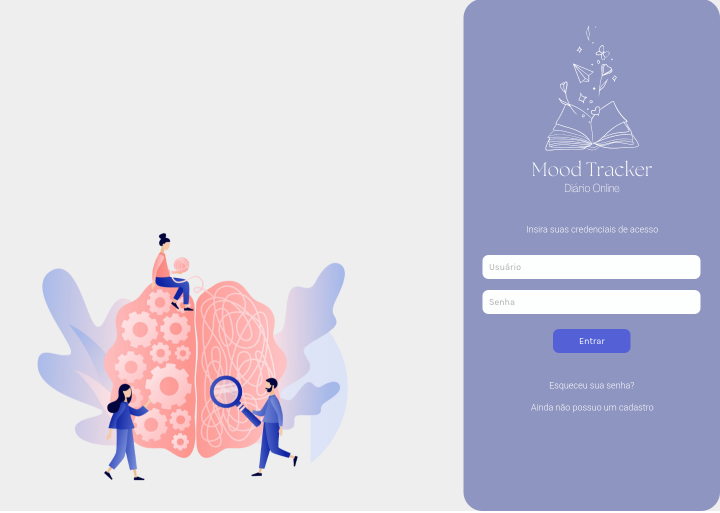 Mood Tracker
Diário Online
Insira suas credenciais de acesso
Usuário
Senha
Entrar
Esqueceu sua senha?
Ainda não possuo um cadastro